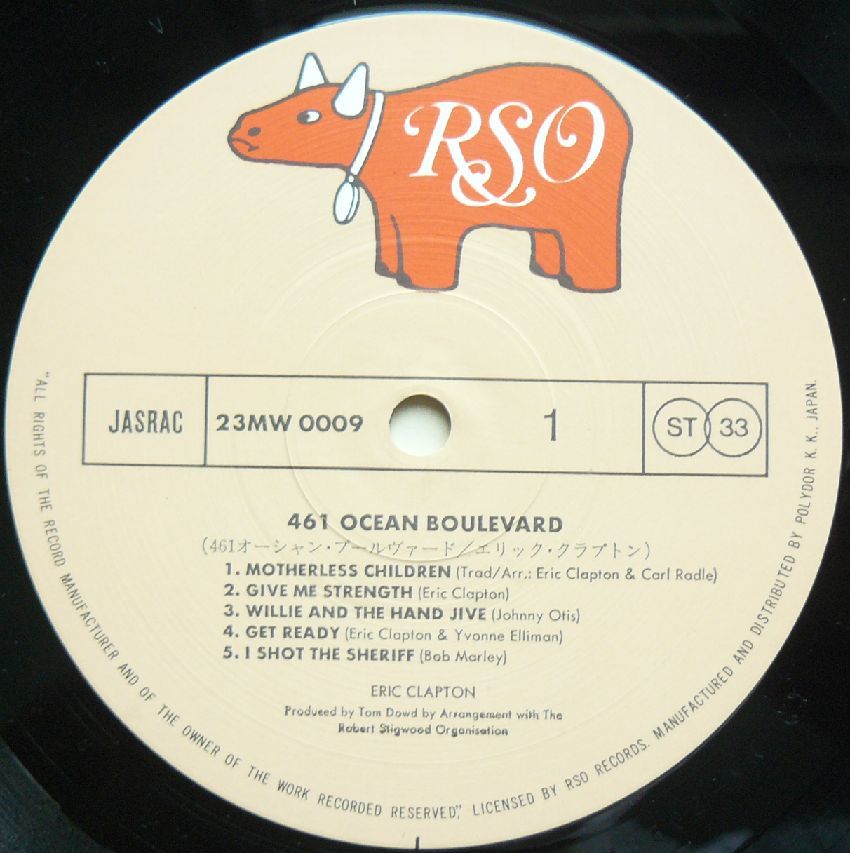 RSO
JASRAC
23MW 0009
1
ST 33
461 OCEAN BOULEVARD
(461オーシャン・ブールヴァード／エリック・クラプトン)
1. MOTHERLESS CHILDREN (Trad/Arr.: Eric Clapton & Carl Radle)
2. GIVE ME STRENGTH (Eric Clapton)
3. WILLIE AND THE HAND JIVE (Johnny Otis)
4. GET READY (Eric Clapton & Yvonne Elliman)
5. I SHOT THE SHERIFF (Bob Marley)
ERIC CLAPTON
Produced by Tom Dowd by Arrangement with The
Robert Stigwood Organisation
"ALL RIGHTS OF THE RECORD MANUFACTURER AND OF THE OWNER OF THE WORK RECORDED RESERVED," LICENSED BY RSO RECORDS. MANUFACTURED AND DISTRIBUTED BY POLYDOR K. K., JAPAN.